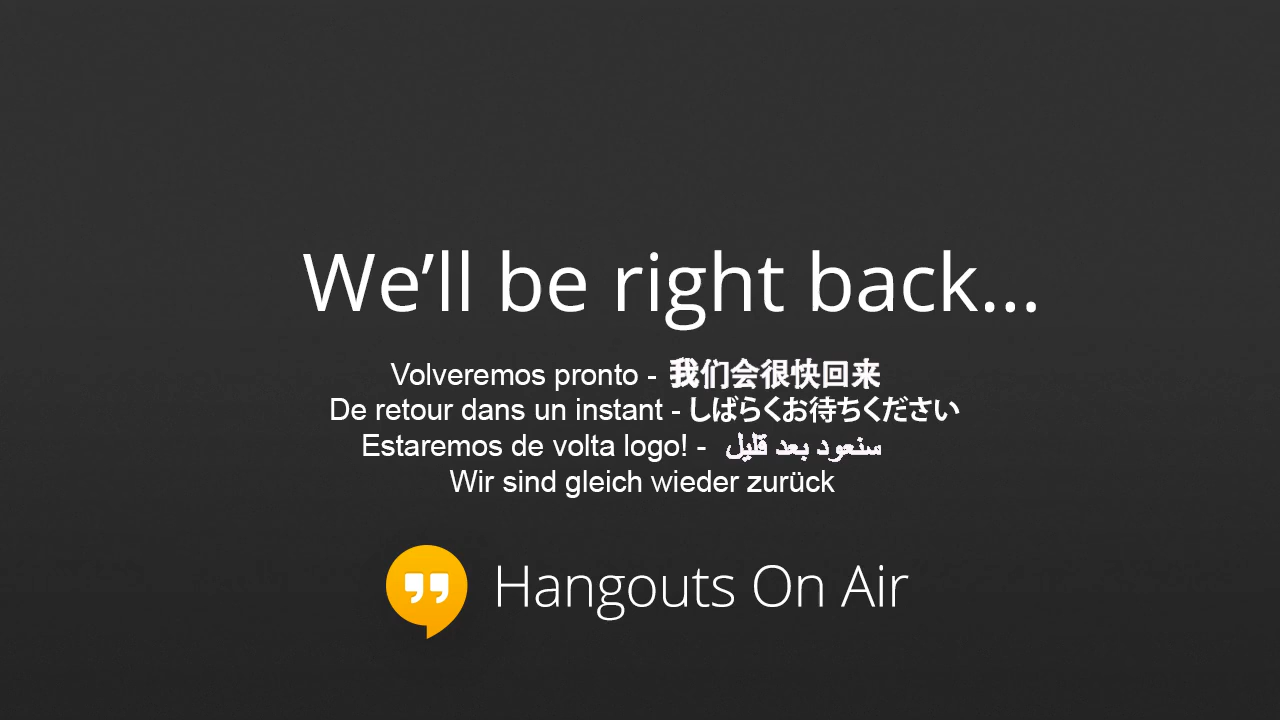 We’ll be right back...
Volveremos pronto - 我们会很快回来
De retour dans un instant - しばらくお待ちください
Estaremos de volta logo! - سنعود بعد قليل
Wir sind gleich wieder zurück
Hangouts On Air